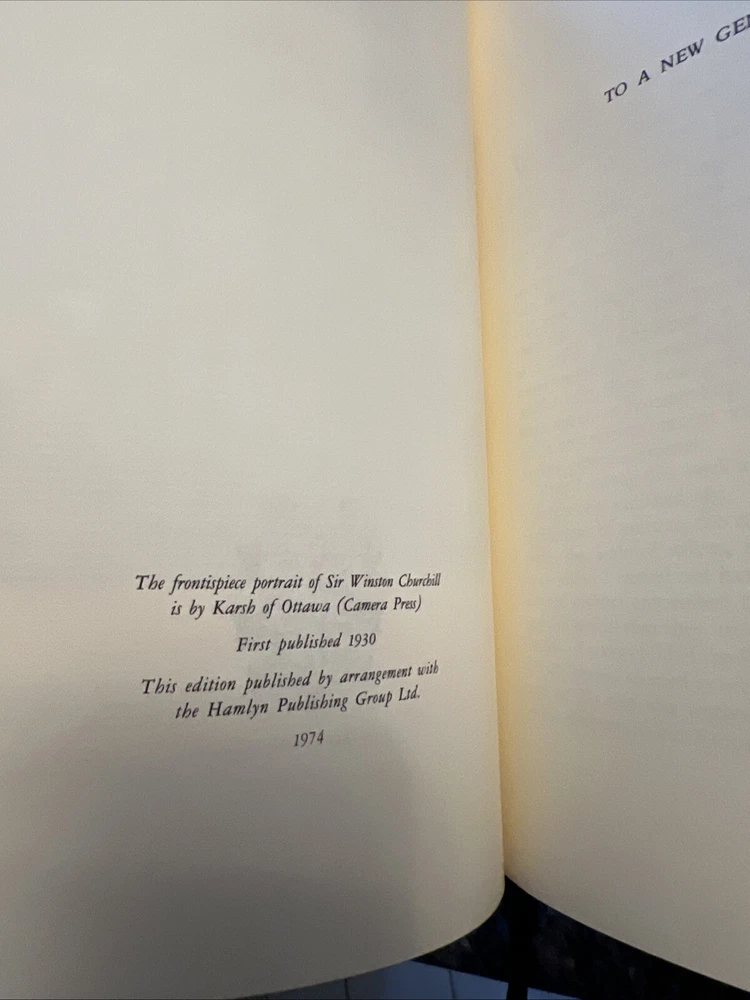 The frontispiece portrait of Sir Winston Churchill
is by Karsh of Ottawa (Camera Press)
First published 1930
This edition published by arrangement with
the Hamlyn Publishing Group Ltd.
1974
TO A NEW